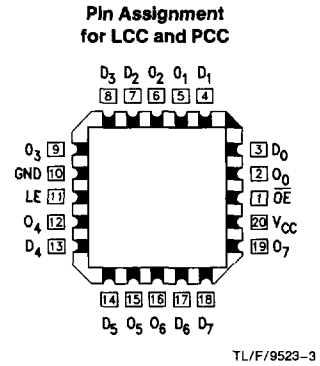 Pin Assignment
for LCC and PCC
D3 D2 O2 O1 D1
8 7 6 5 4
O3 9
GND 10
LE 11
O4 12
D4 13
3 D0
2 O0
1 OE
20 VCC
19 O7
14 15 16 17 18
D5 O5 O6 D6 D7
TL/F/9523-3